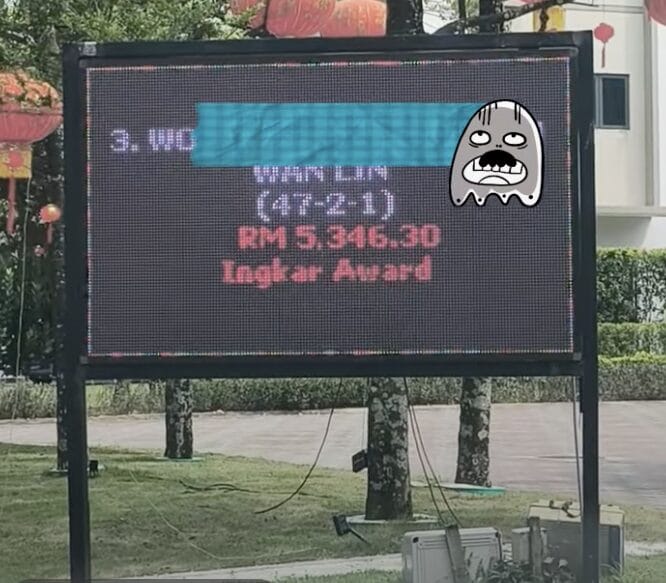 3. WO
WAN LIN
(47-2-1)
RM 5,346.30
Ingkar Award